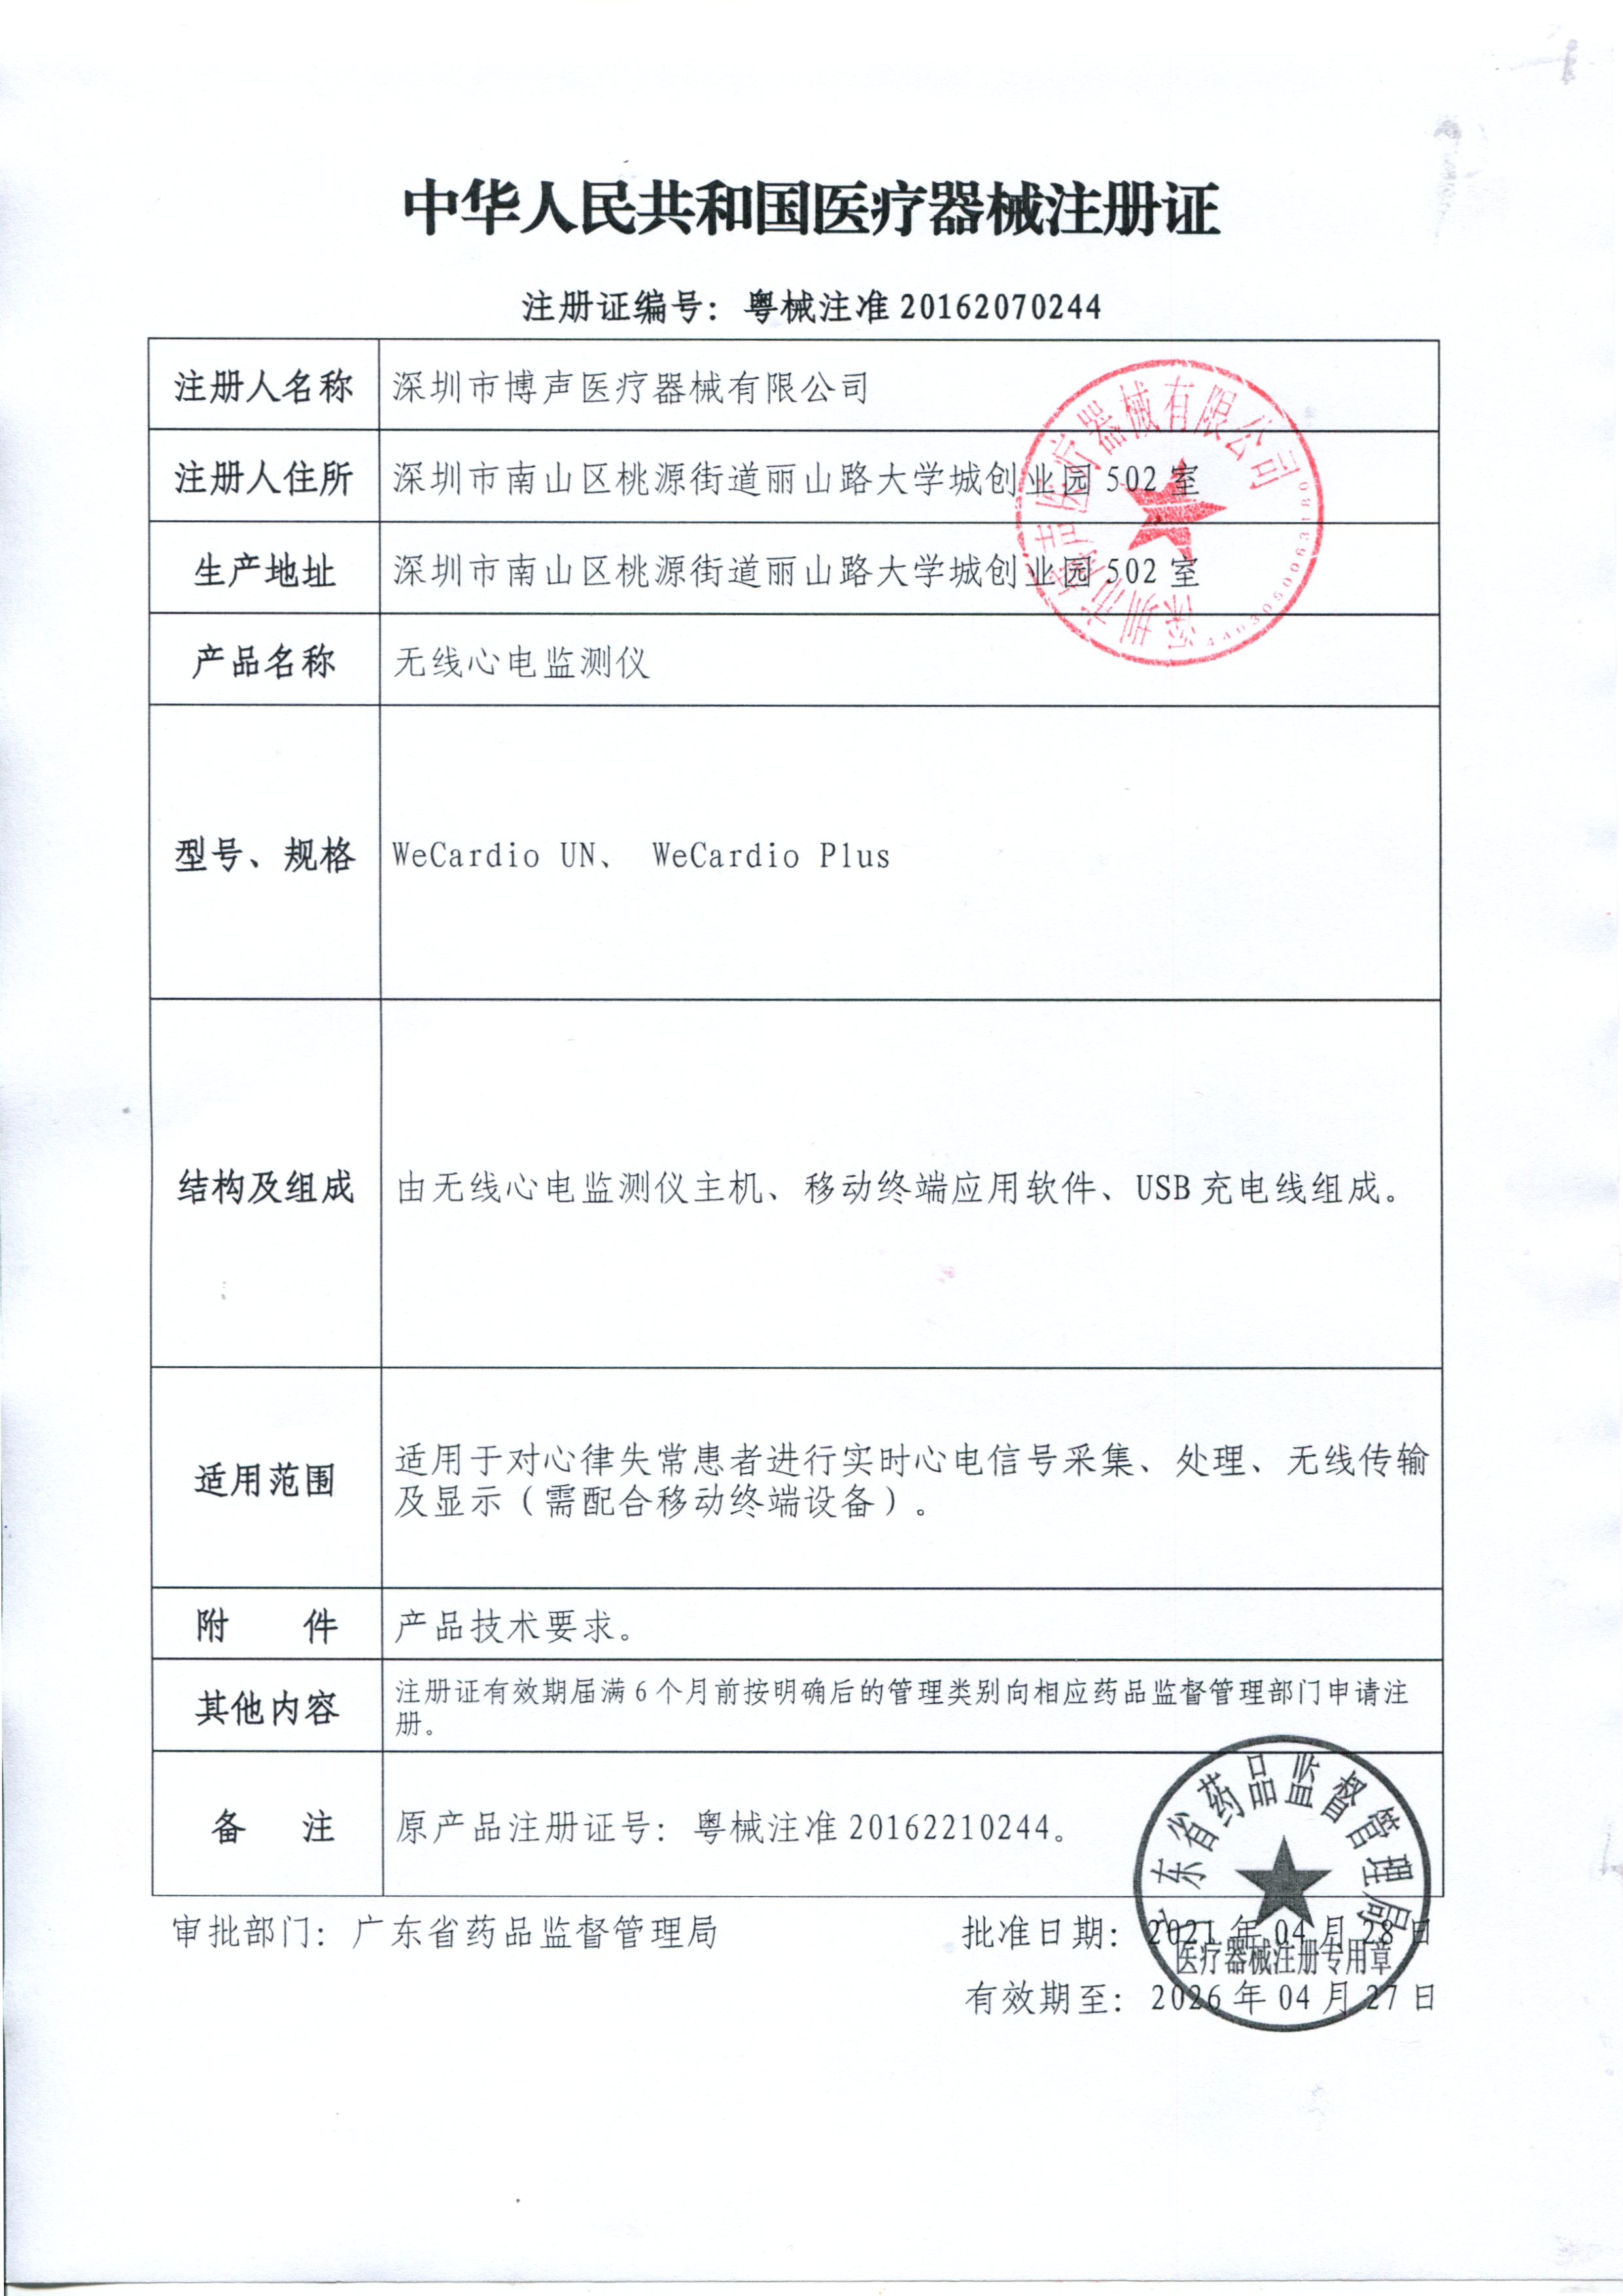 中华人民共和国医疗器械注册证
注册证编号：粤械注准20162070244
注册人名称 深圳市博声医疗器械有限公司
注册人住所 深圳市南山区桃源街道丽山路大学城创业园502室
生产地址 深圳市南山区桃源街道丽山路大学城创业园502室
产品名称 无线心电监测仪
型号、规格 WeCardio UN、 WeCardio Plus
结构及组成 由无线心电监测仪主机、移动终端应用软件、USB充电线组成。
适用范围 适用于对心律失常患者进行实时心电信号采集、处理、无线传输
及显示（需配合移动终端设备）。
附 件 产品技术要求。
其他内容 注册证有效期届满6个月前按明确后的管理类别向相应药品监督管理部门申请注
册。
备 注 原产品注册证号：粤械注准20162210244。
审批部门：广东省药品监督管理局
批准日期：2021年04月28日
有效期至：2026年04月27日
深圳市博声医疗器械有限公司
广东省药品监督管理局
医疗器械注册专用章